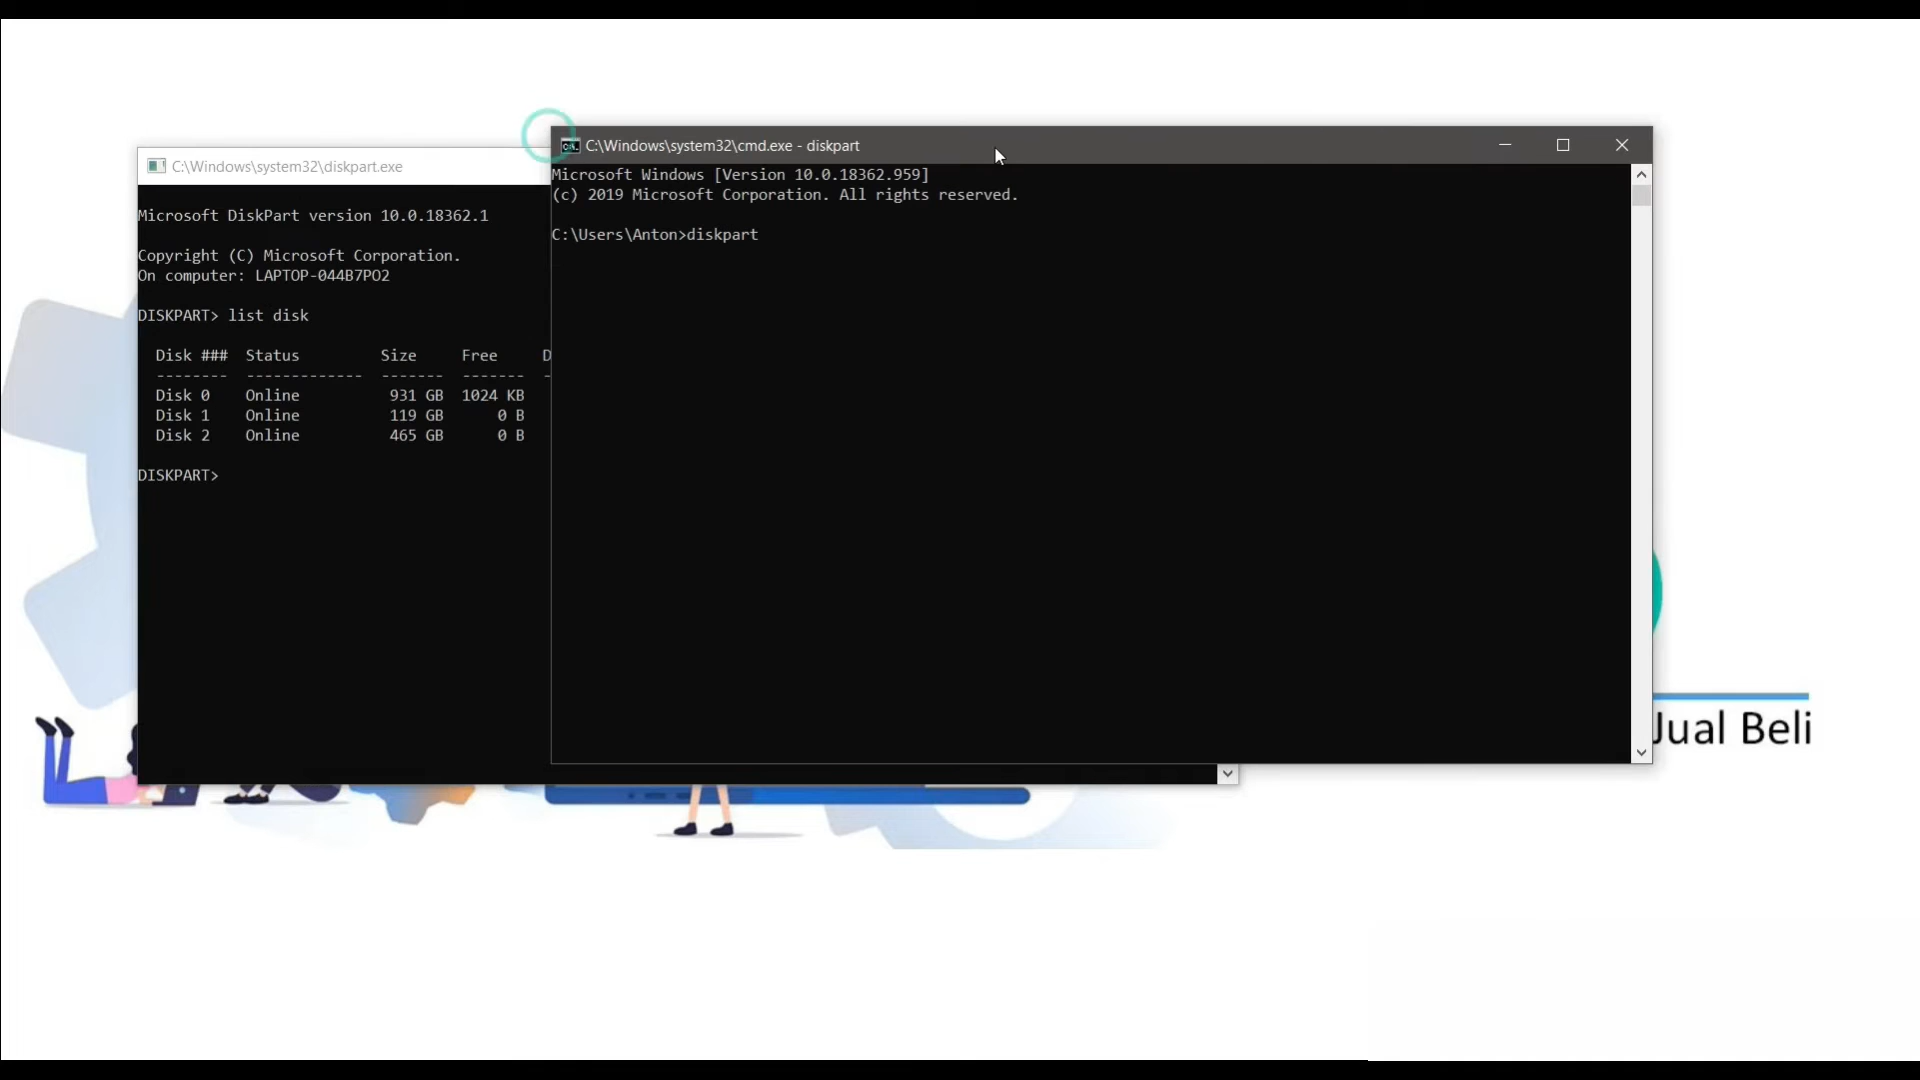 C:\Windows\system32\diskpart.exe
Microsoft DiskPart version 10.0.18362.1
Copyright (C) Microsoft Corporation.
On computer: LAPTOP-044B7PO2
DISKPART> list disk
Disk ### Status Size Free D
-------- ------------- ------- ------- -
Disk 0 Online 931 GB 1024 KB
Disk 1 Online 119 GB 0 B
Disk 2 Online 465 GB 0 B
DISKPART>
C:\Windows\system32\cmd.exe - diskpart
Microsoft Windows [Version 10.0.18362.959]
(c) 2019 Microsoft Corporation. All rights reserved.
C:\Users\Anton>diskpart
Jual Beli